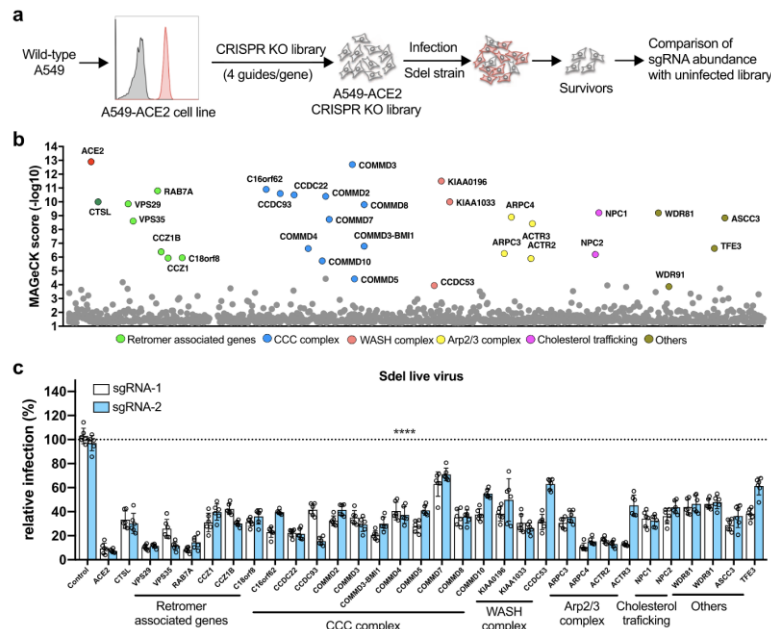 a
Wild-type
A549
A549-ACE2 cell line
CRISPR KO library
(4 guides/gene)
A549-ACE2
CRISPR KO library
Infection
Sdel strain
Survivors
Comparison of
sgRNA abundance
with uninfected library
b
MAGeCK score (-log10)
14
13
12
11
10
9
8
7
6
5
4
3
2
1
ACE2
CTSL
VPS29
VPS35
RAB7A
CCZ1B
CCZ1
C18orf8
C16orf62
CCDC93
CCDC22
COMMD3
COMMD2
COMMD8
COMMD7
COMMD4
COMMD3-BMI1
COMMD10
COMMD5
KIAA0196
KIAA1033
CCDC53
ARPC4
ARPC3
ACTR3
ACTR2
NPC1
NPC2
WDR81
WDR91
ASCC3
TFE3
Retromer associated genes
CCC complex
WASH complex
Arp2/3 complex
Cholesterol trafficking
Others
c
Sdel live virus
sgRNA-1
sgRNA-2
****
relative infection (%)
140
120
100
80
60
40
20
0
Control
ACE2
CTSL
VPS29
VPS35
RAB7A
CCZ1
CCZ1B
C18orf8
C16orf62
CCDC22
CCDC93
COMMD2
COMMD3
COMMD3-BMI1
COMMD4
COMMD5
COMMD7
COMMD8
COMMD10
KIAA0196
KIAA1033
CCDC53
ARPC3
ARPC4
ACTR2
ACTR3
NPC1
NPC2
WDR81
WDR91
ASCC3
TFE3
Retromer
associated genes
CCC complex
WASH
complex
Arp2/3
complex
Cholesterol
traficking
Others